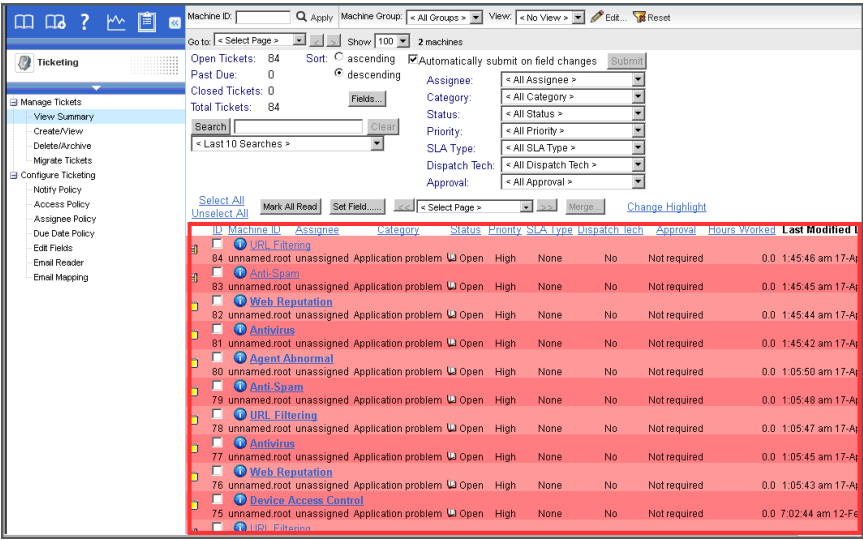 Machine ID: Apply Machine Group: < All Groups > View: < No View > Edit... Reset
Go to: < Select Page > < > Show 100 2 machines
Ticketing
Manage Tickets
View Summary
Create/View
Delete/Archive
Migrate Tickets
Configure Ticketing
Notify Policy
Access Policy
Assignee Policy
Due Date Policy
Edit Fields
Email Reader
Email Mapping
Open Tickets: 84 Sort: ascending Automatically submit on field changes Submit
Past Due: 0 descending
Closed Tickets: 0
Total Tickets: 84 Fields...
Search Clear
< Last 10 Searches >
Assignee: < All Assignee >
Category: < All Category >
Status: < All Status >
Priority: < All Priority >
SLA Type: < All SLA Type >
Dispatch Tech: < All Dispatch Tech >
Approval: < All Approval >
Select All
Unselect All
Mark All Read Set Field...... << < Select Page > >> Merge... Change Highlight
ID Machine ID Assignee Category Status Priority SLA Type Dispatch Tech Approval Hours Worked Last Modified
URL Filtering
84 unnamed.root unassigned Application problem Open High None No Not required 0.0 1:45:46 am 17-Ap
Anti-Spam
83 unnamed.root unassigned Application problem Open High None No Not required 0.0 1:45:45 am 17-Ap
Web Reputation
82 unnamed.root unassigned Application problem Open High None No Not required 0.0 1:45:44 am 17-Ap
Antivirus
81 unnamed.root unassigned Application problem Open High None No Not required 0.0 1:45:42 am 17-Ap
Agent Abnormal
80 unnamed.root unassigned Application problem Open High None No Not required 0.0 1:05:50 am 17-Ap
Anti-Spam
79 unnamed.root unassigned Application problem Open High None No Not required 0.0 1:05:48 am 17-Ap
URL Filtering
78 unnamed.root unassigned Application problem Open High None No Not required 0.0 1:05:47 am 17-Ap
Antivirus
77 unnamed.root unassigned Application problem Open High None No Not required 0.0 1:05:45 am 17-Ap
Web Reputation
76 unnamed.root unassigned Application problem Open High None No Not required 0.0 1:05:43 am 17-Ap
Device Access Control
75 unnamed.root unassigned Application problem Open High None No Not required 0.0 7:02:44 am 12-Fe
URL Filtering